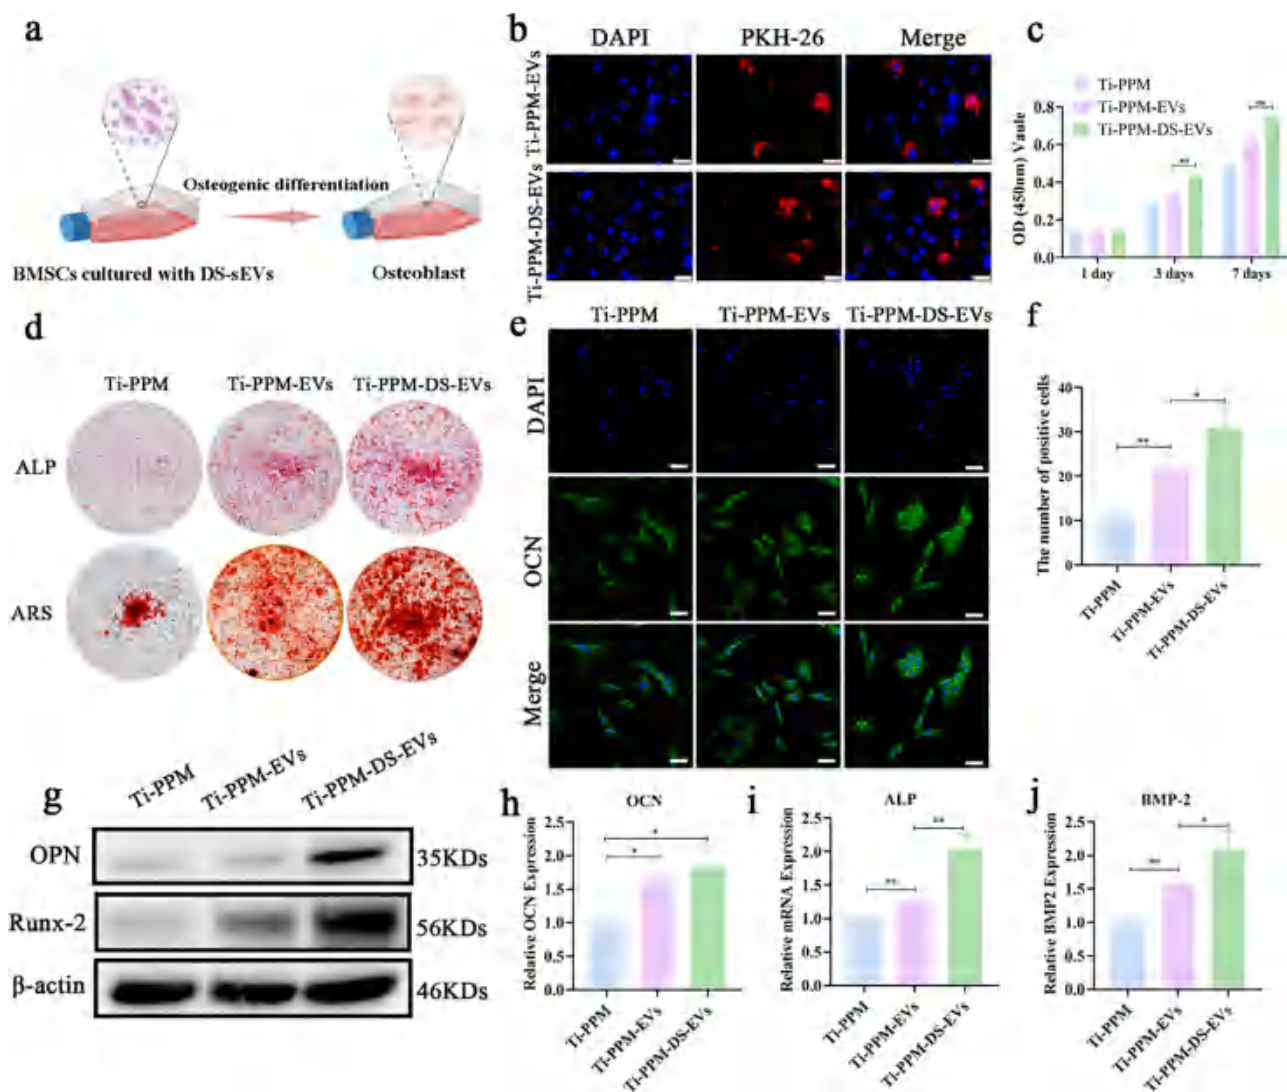 a
Osteogenic differentiation
BMSCs cultured with DS-sEVs
Osteoblast
b
DAPI
PKH-26
Merge
Ti-PPM-EVs
Ti-PPM-DS-EVs
c
Ti-PPM
Ti-PPM-EVs
Ti-PPM-DS-EVs
OD (450nm) Vaule
0.8
0.6
0.4
0.2
0.0
**
**
1 day
3 days
7 days
d
Ti-PPM
Ti-PPM-EVs
Ti-PPM-DS-EVs
ALP
ARS
e
Ti-PPM
Ti-PPM-EVs
Ti-PPM-DS-EVs
DAPI
OCN
Merge
f
The number of positive cells
40
30
20
10
0
**
*
Ti-PPM
Ti-PPM-EVs
Ti-PPM-DS-EVs
g
Ti-PPM
Ti-PPM-EVs
Ti-PPM-DS-EVs
OPN
35KDs
Runx-2
56KDs
β-actin
46KDs
h
OCN
Relative OCN Expression
2.5
2.0
1.5
1.0
0.5
0.0
*
*
Ti-PPM
Ti-PPM-EVs
Ti-PPM-DS-EVs
i
ALP
Relative mRNA Expression
2.5
2.0
1.5
1.0
0.5
0.0
**
**
Ti-PPM
Ti-PPM-EVs
Ti-PPM-DS-EVs
j
BMP-2
Relative BMP2 Expression
2.5
2.0
1.5
1.0
0.5
0.0
*
Ti-PPM
Ti-PPM-EVs
Ti-PPM-DS-EVs